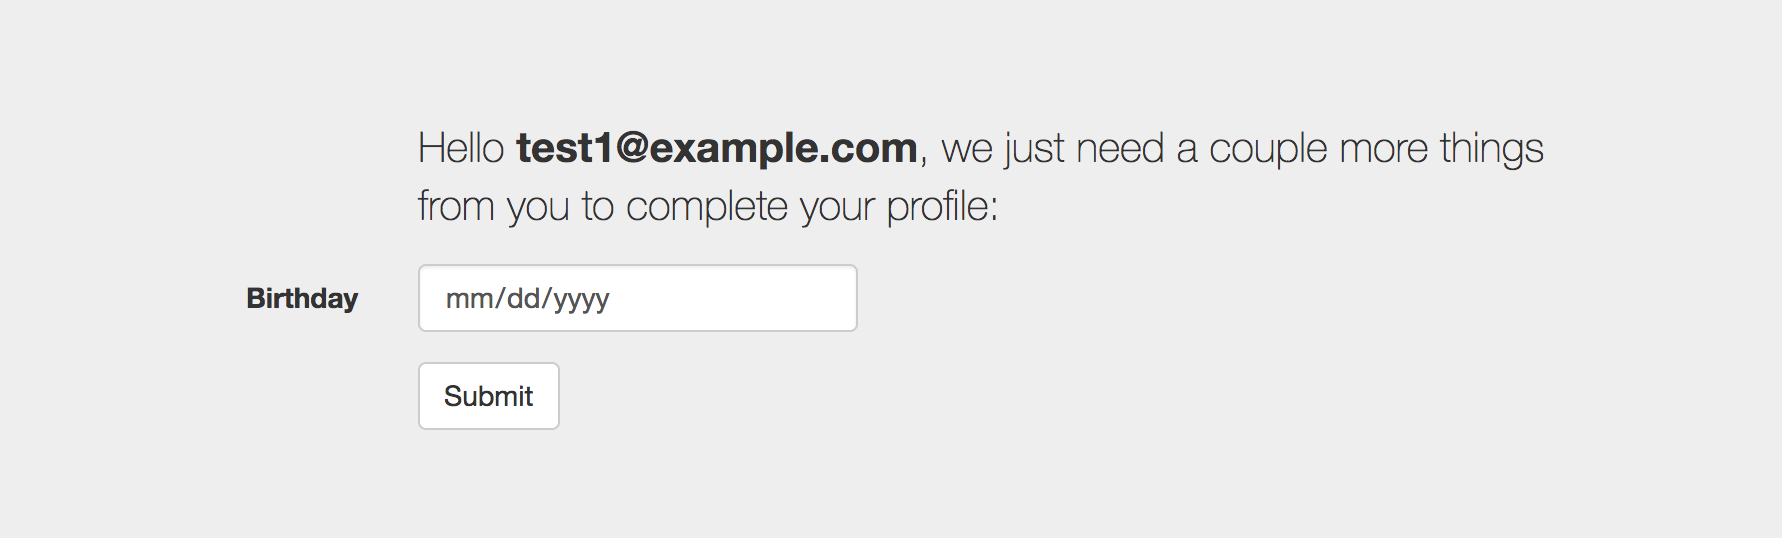 Hello test1@example.com, we just need a couple more things
from you to complete your profile:
Birthday mm/dd/yyyy
Submit